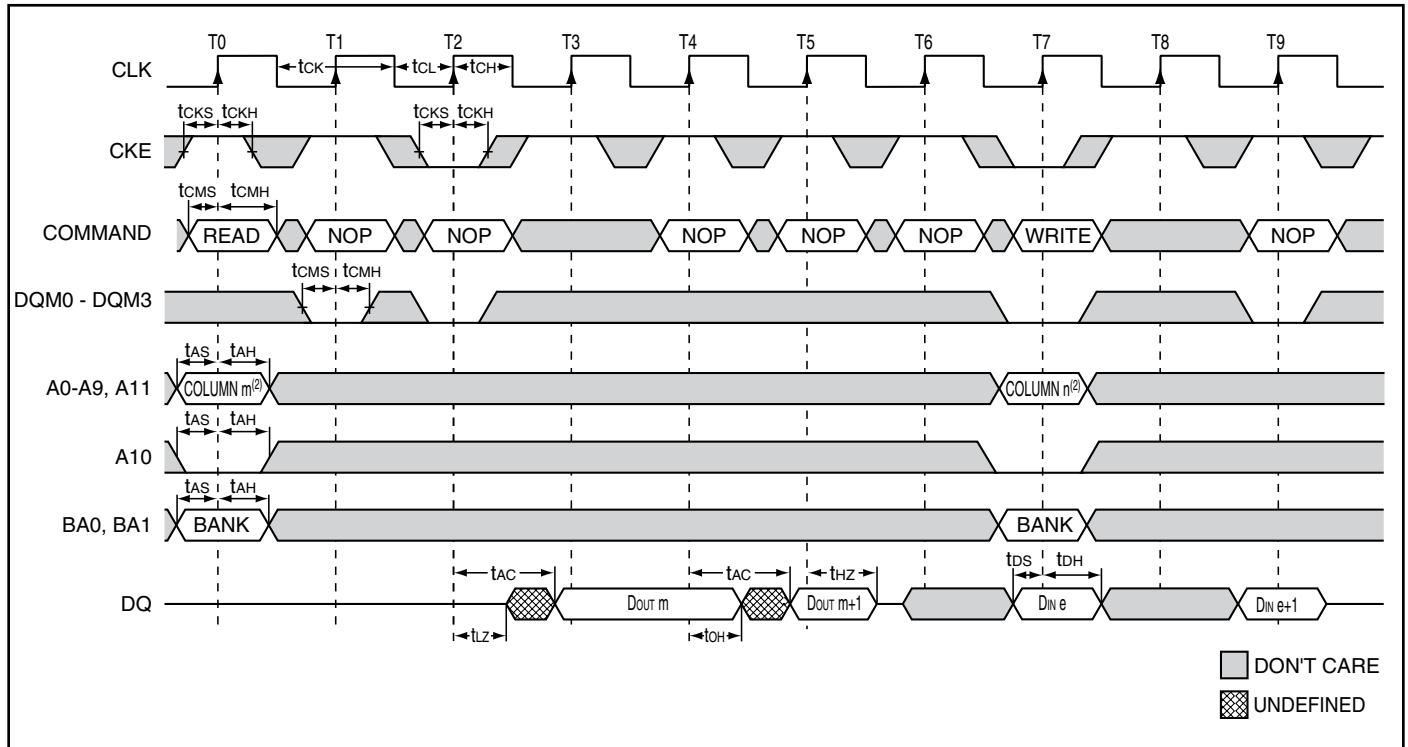 T0 T1 T2 T3 T4 T5 T6 T7 T8 T9
CLK tCK tCL tCH
tCKS tCKH tCKS tCKH
CKE
tCMS tCMH
COMMAND READ NOP NOP NOP NOP NOP WRITE NOP
tCMS tCMH
DQM0 - DQM3
tAS tAH
A0-A9, A11 COLUMN m(2) COLUMN n(2)
tAS tAH
A10
tAS tAH
BA0, BA1 BANK BANK
tAC tAC tHZ tDS tDH
DQ DOUT m DOUT m+1 DIN e DIN e+1
tLZ tOH
DON'T CARE
UNDEFINED